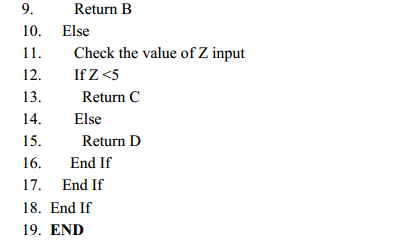 9. Return B
10. Else
11. Check the value of Z input
12. If Z <5
13. Return C
14. Else
15. Return D
16. End If
17. End If
18. End If
19. END